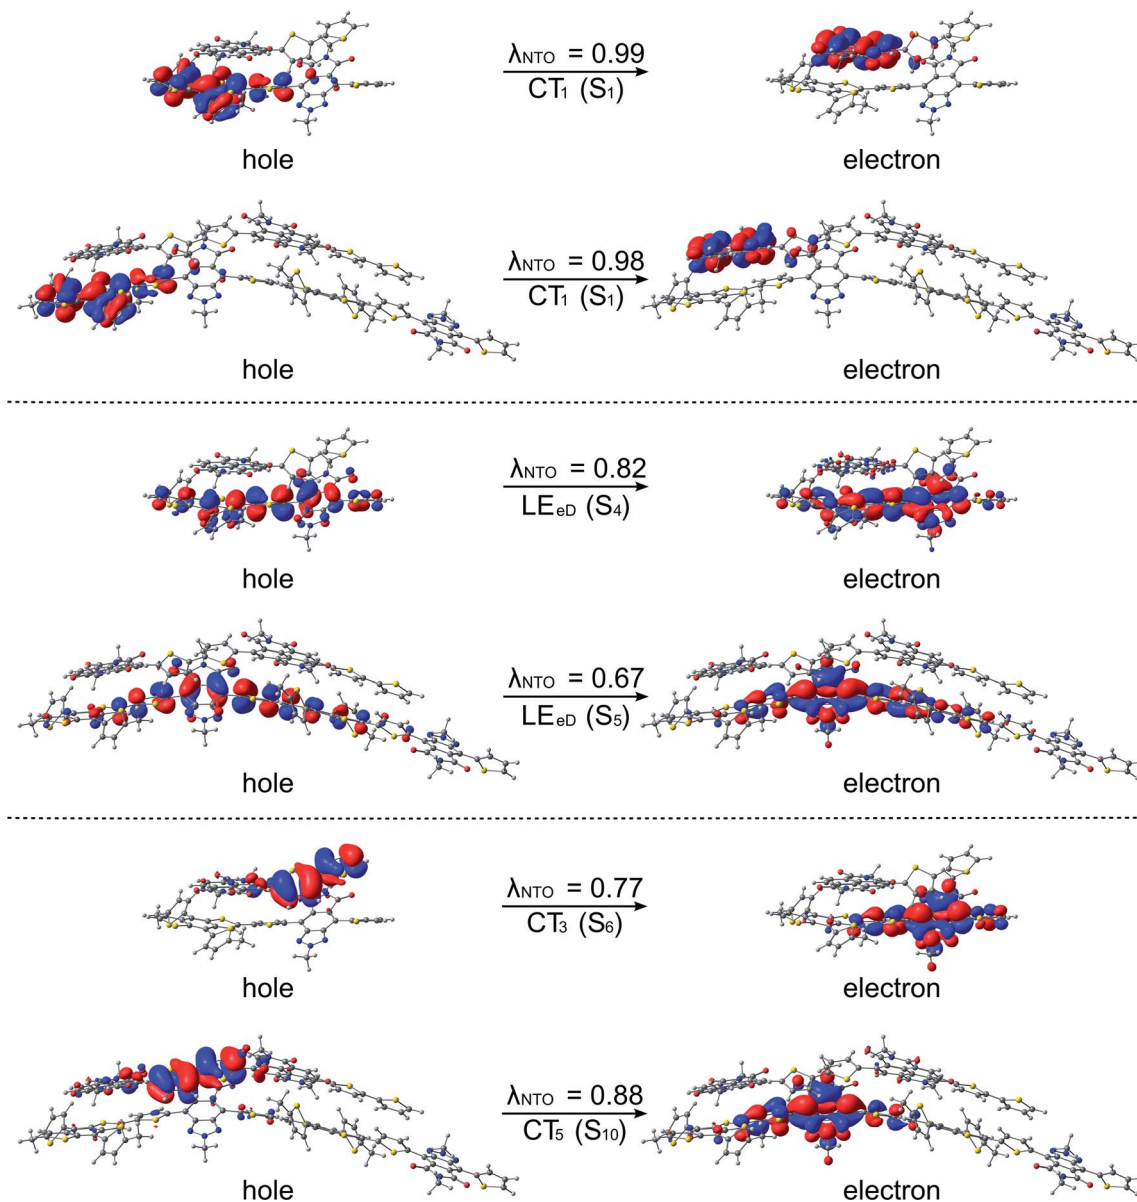 λNTO = 0.99
CT1 (S1)
hole
electron
λNTO = 0.98
CT1 (S1)
hole
electron
λNTO = 0.82
LEeD (S4)
hole
electron
λNTO = 0.67
LEeD (S5)
hole
electron
λNTO = 0.77
CT3 (S6)
hole
electron
λNTO = 0.88
CT5 (S10)
hole
electron